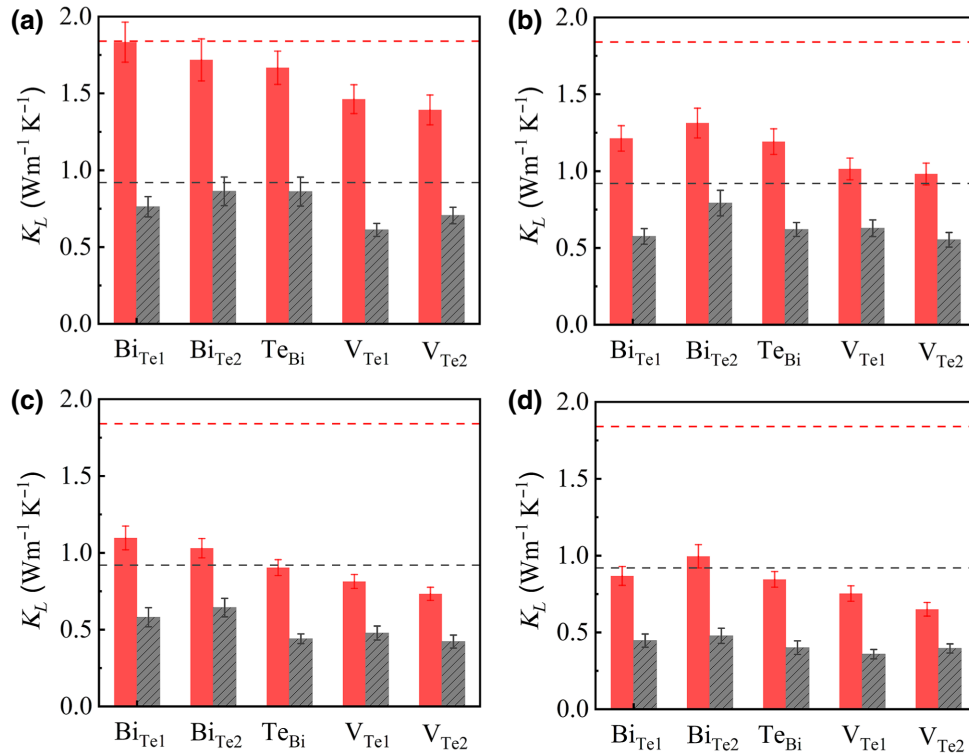 (a)
2.0
1.5
1.0
0.5
0.0
K_L (Wm⁻¹ K⁻¹)
Bi_Te1 Bi_Te2 Te_Bi V_Te1 V_Te2
(b)
2.0
1.5
1.0
0.5
0.0
K_L (Wm⁻¹ K⁻¹)
Bi_Te1 Bi_Te2 Te_Bi V_Te1 V_Te2
(c)
2.0
1.5
1.0
0.5
0.0
K_L (Wm⁻¹ K⁻¹)
Bi_Te1 Bi_Te2 Te_Bi V_Te1 V_Te2
(d)
2.0
1.5
1.0
0.5
0.0
K_L (Wm⁻¹ K⁻¹)
Bi_Te1 Bi_Te2 Te_Bi V_Te1 V_Te2